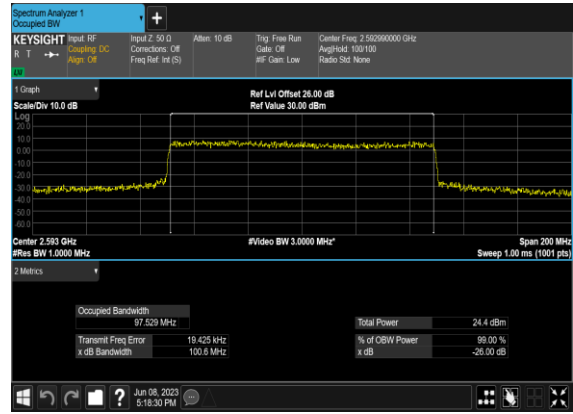 Spectrum Analyzer 1
Occupied BW
+
KEYSIGHT Input: RF Input Z: 50 Ω Atten: 10 dB Trig: Free Run Center Freq: 2.592990000 GHz
R T Coupling: DC Corrections: Off Gate: Off Avg|Hold: 100/100
Align: Off Freq Ref: Int (S) #IF Gain: Low Radio Std: None
LW
1 Graph
Ref Lvl Offset 26.00 dB
Scale/Div 10.0 dB Ref Value 30.00 dBm
Log
20.0
10.0
0.00
-10.0
-20.0
-30.0
-40.0
-50.0
-60.0
Center 2.593 GHz #Video BW 3.0000 MHz* Span 200 MHz
#Res BW 1.0000 MHz Sweep 1.00 ms (1001 pts)
2 Metrics
Occupied Bandwidth
97.529 MHz Total Power 24.4 dBm
Transmit Freq Error 19.425 kHz % of OBW Power 99.00 %
x dB Bandwidth 100.6 MHz x dB -26.00 dB
? Jun 08, 2023
5:18:30 PM